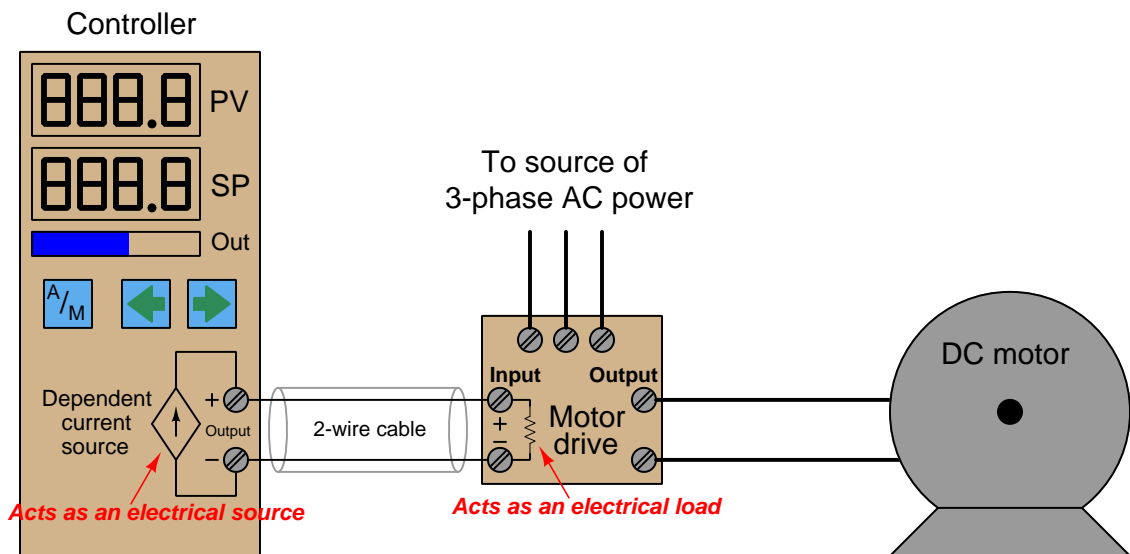 Controller
888.8 PV
888.8 SP
Out
A/M
To source of
3-phase AC power
Dependent
current
source
+
Output
−
2-wire cable
Input
Output
+
−
Motor
drive
DC motor
Acts as an electrical source
Acts as an electrical load